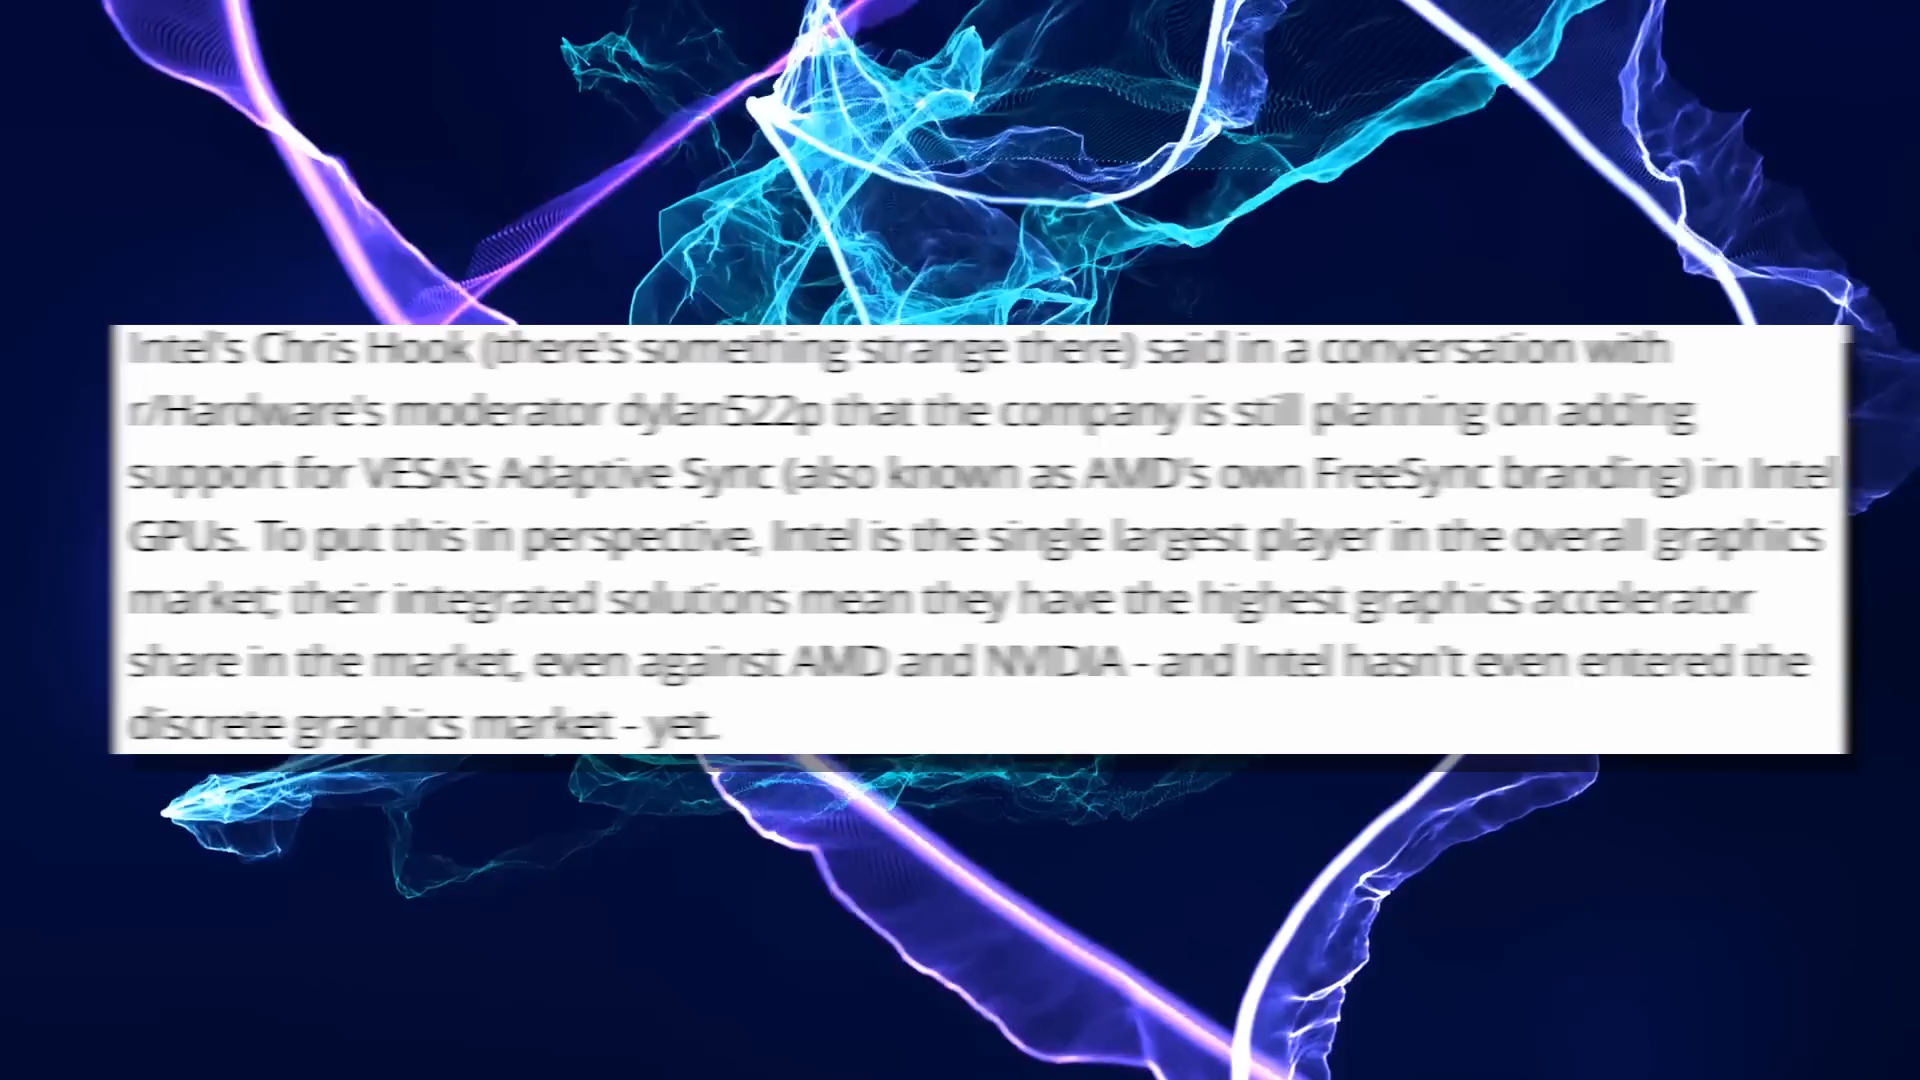 Intel's Chris Hook (there's something strange there) said in a conversation with
r/Hardware's moderator dylan522p that the company is still planning on adding
support for VESA's Adaptive Sync (also known as AMD's own FreeSync branding) in Intel
GPUs. To put this in perspective, Intel is the single largest player in the overall graphics
market; their integrated solutions mean they have the highest graphics accelerator
share in the market, even against AMD and NVIDIA - and Intel hasn't even entered the
discrete graphics market - yet.